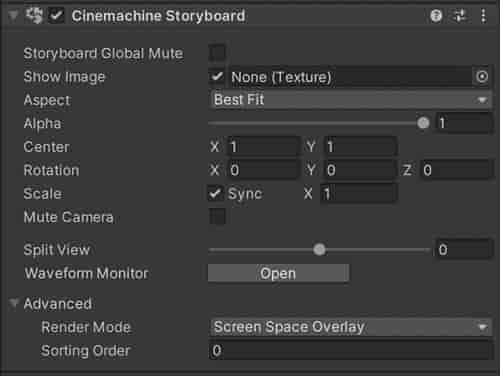 Cinemachine Storyboard
Storyboard Global Mute
Show Image None (Texture)
Aspect Best Fit
Alpha 1
Center X 1 Y 1
Rotation X 0 Y 0 Z 0
Scale Sync X 1
Mute Camera
Split View 0
Waveform Monitor Open
Advanced
Render Mode Screen Space Overlay
Sorting Order 0